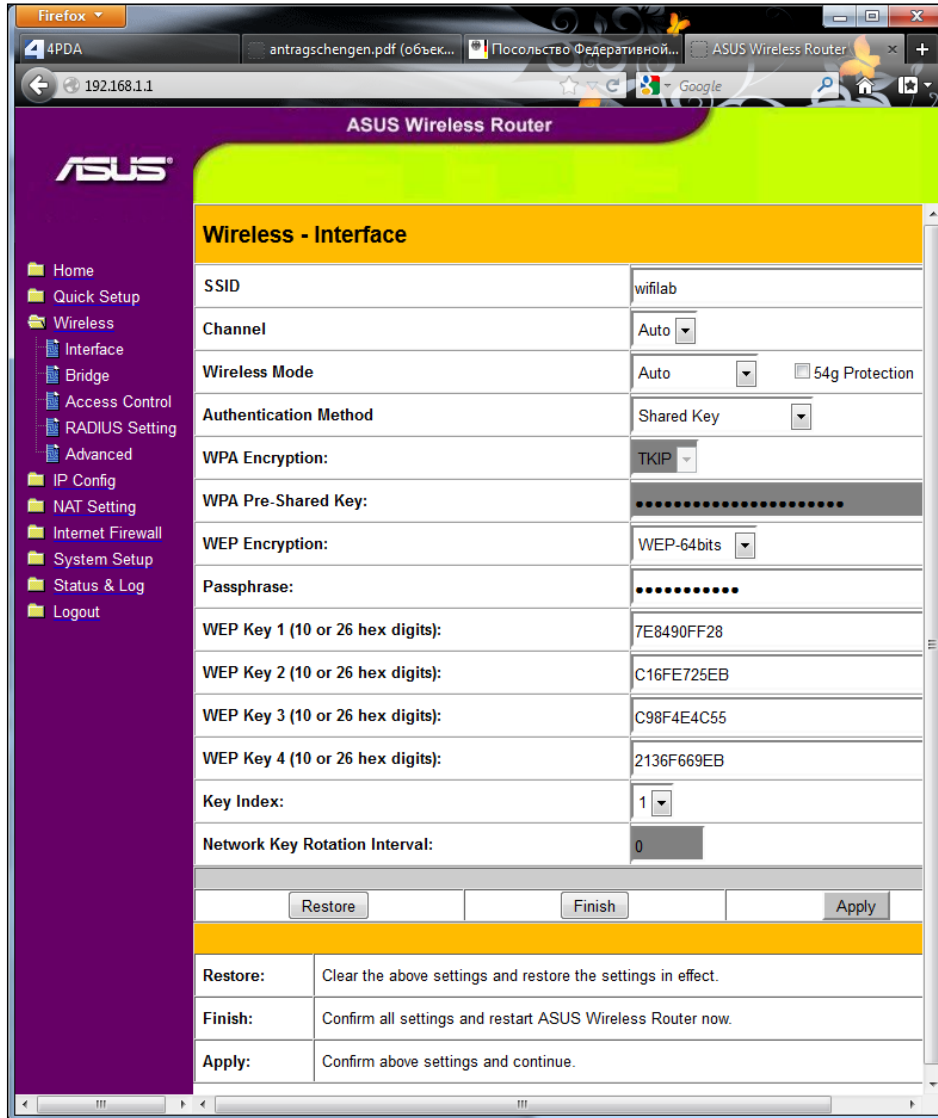 Firefox
4PDA
antragschengen.pdf (объек...
Посольство Федеративной...
ASUS Wireless Router
192.168.1.1
Google
ASUS Wireless Router
ASUS
Home
Quick Setup
Wireless
Interface
Bridge
Access Control
RADIUS Setting
Advanced
IP Config
NAT Setting
Internet Firewall
System Setup
Status & Log
Logout
Wireless - Interface
SSID wifilab
Channel Auto
Wireless Mode Auto 54g Protection
Authentication Method Shared Key
WPA Encryption: TKIP
WPA Pre-Shared Key: ●●●●●●●●●●●●●●●●●●●●●●
WEP Encryption: WEP-64bits
Passphrase: ●●●●●●●●●●●
WEP Key 1 (10 or 26 hex digits): 7E8490FF28
WEP Key 2 (10 or 26 hex digits): C16FE725EB
WEP Key 3 (10 or 26 hex digits): C98F4E4C55
WEP Key 4 (10 or 26 hex digits): 2136F669EB
Key Index: 1
Network Key Rotation Interval: 0
Restore Finish Apply
Restore: Clear the above settings and restore the settings in effect.
Finish: Confirm all settings and restart ASUS Wireless Router now.
Apply: Confirm above settings and continue.